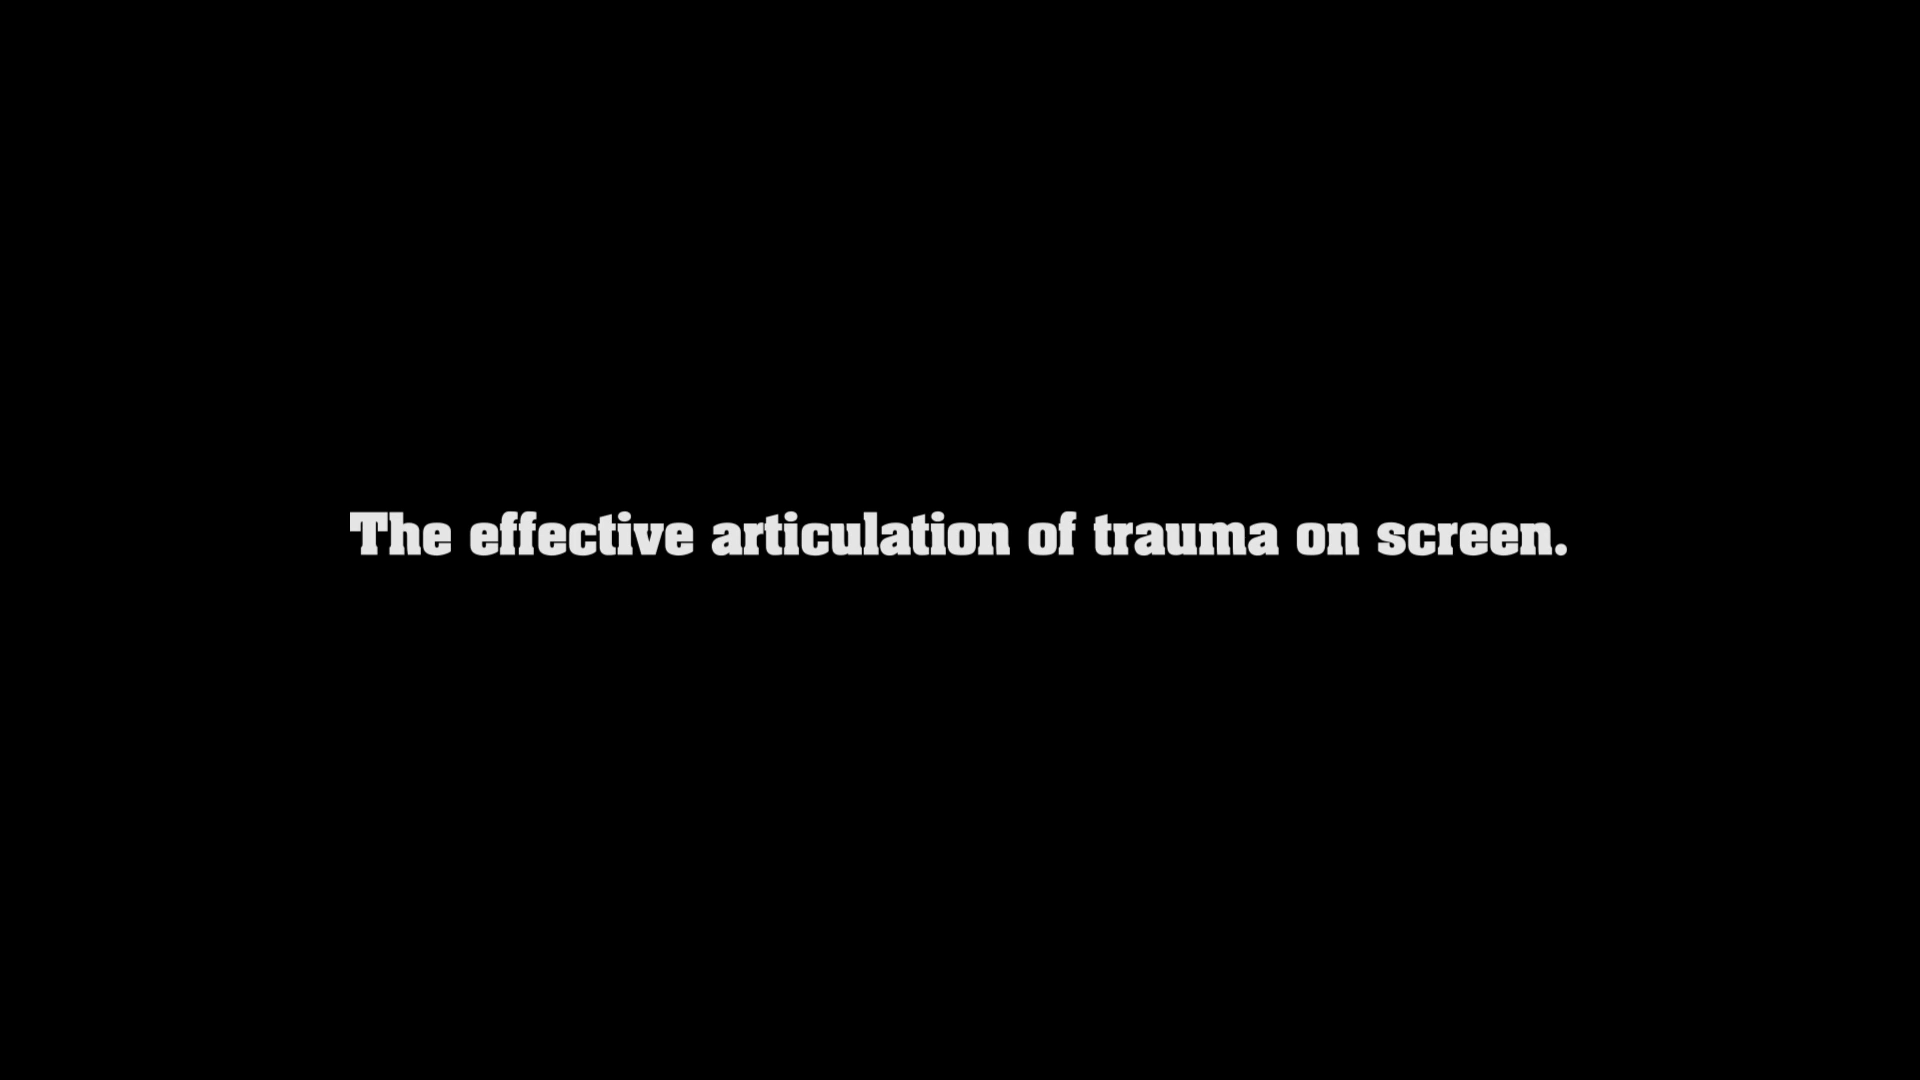 The effective articulation of trauma on screen.